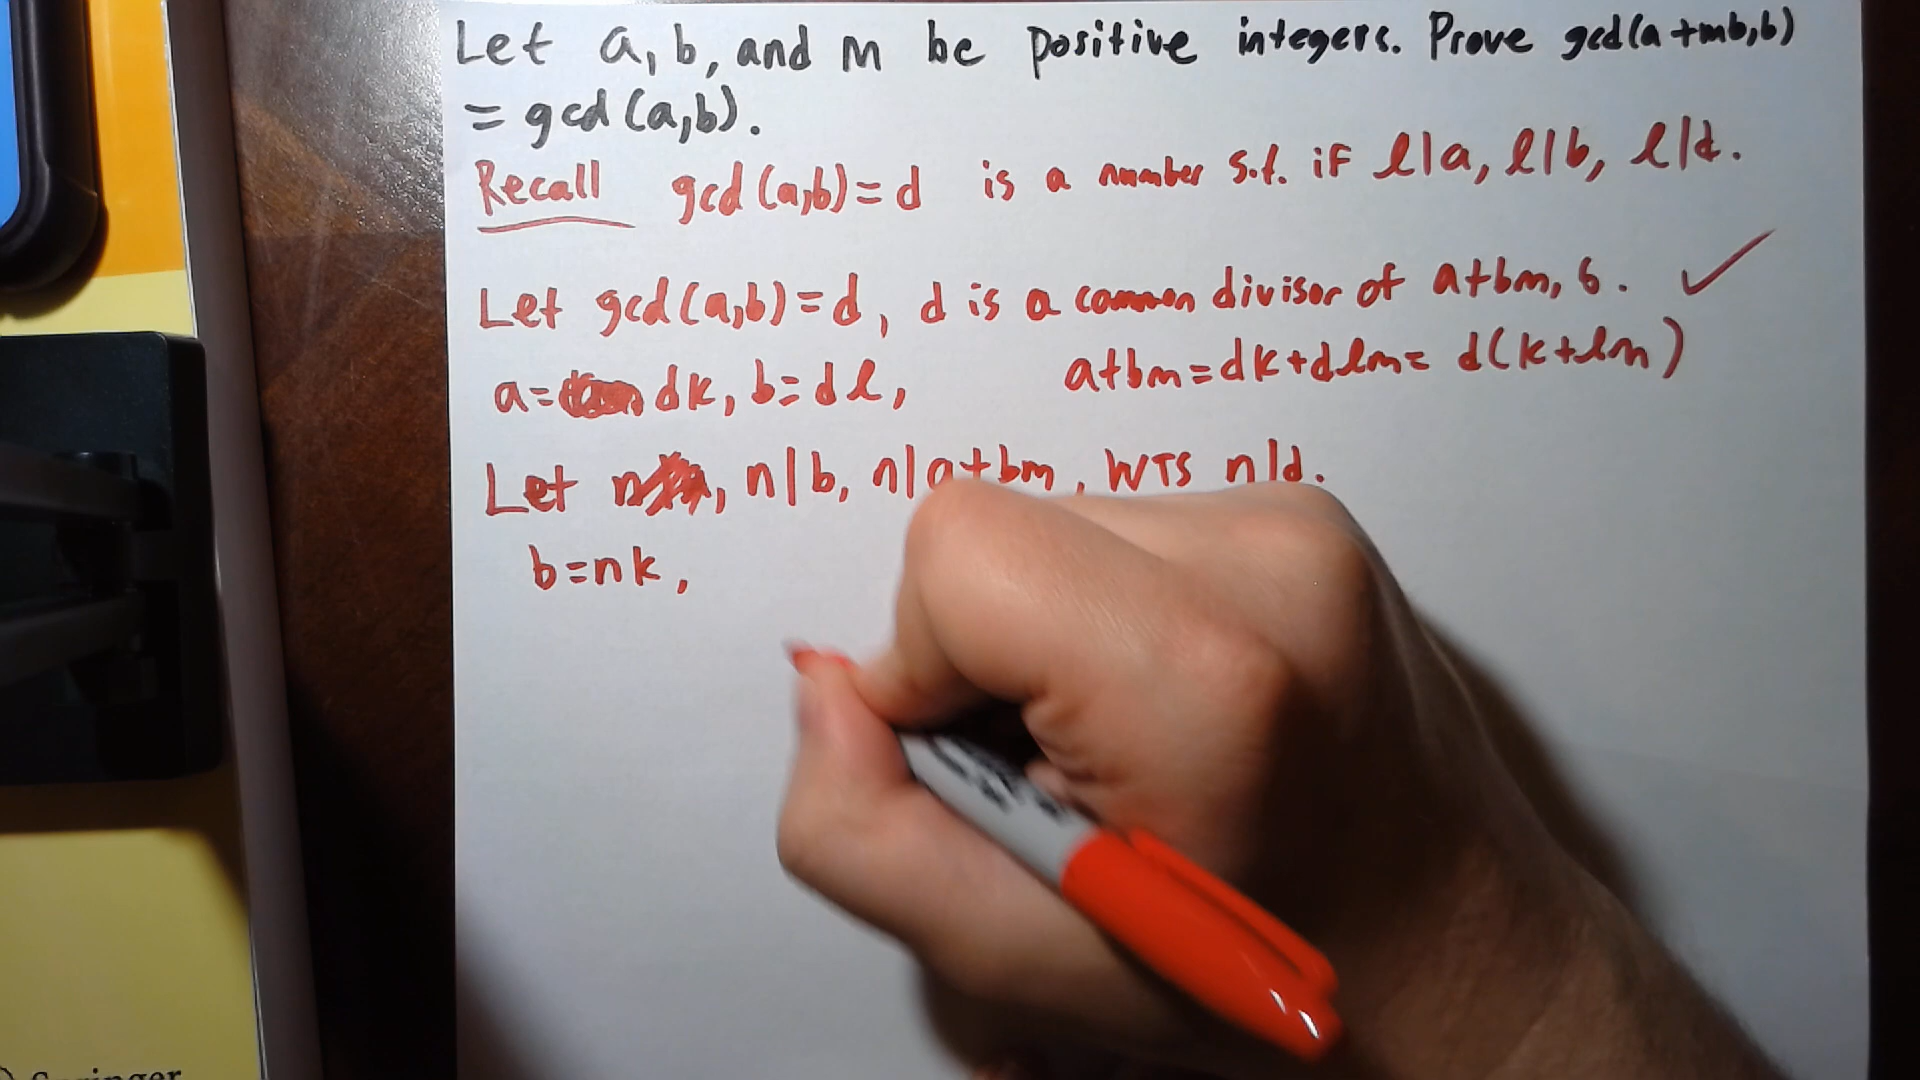 Let a, b, and m be positive integers. Prove gcd(a+mb,b)
= gcd(a,b).
Recall gcd(a,b)=d is a number s.t. if l|a, l|b, l|d.
Let gcd(a,b)=d, d is a common divisor of a+bm, b. ✓
a= dk, b=dl, a+bm=dk+dlm= d(k+lm)
Let n , n|b, n|a+bm, WTS n|d.
b=nk,
Springer